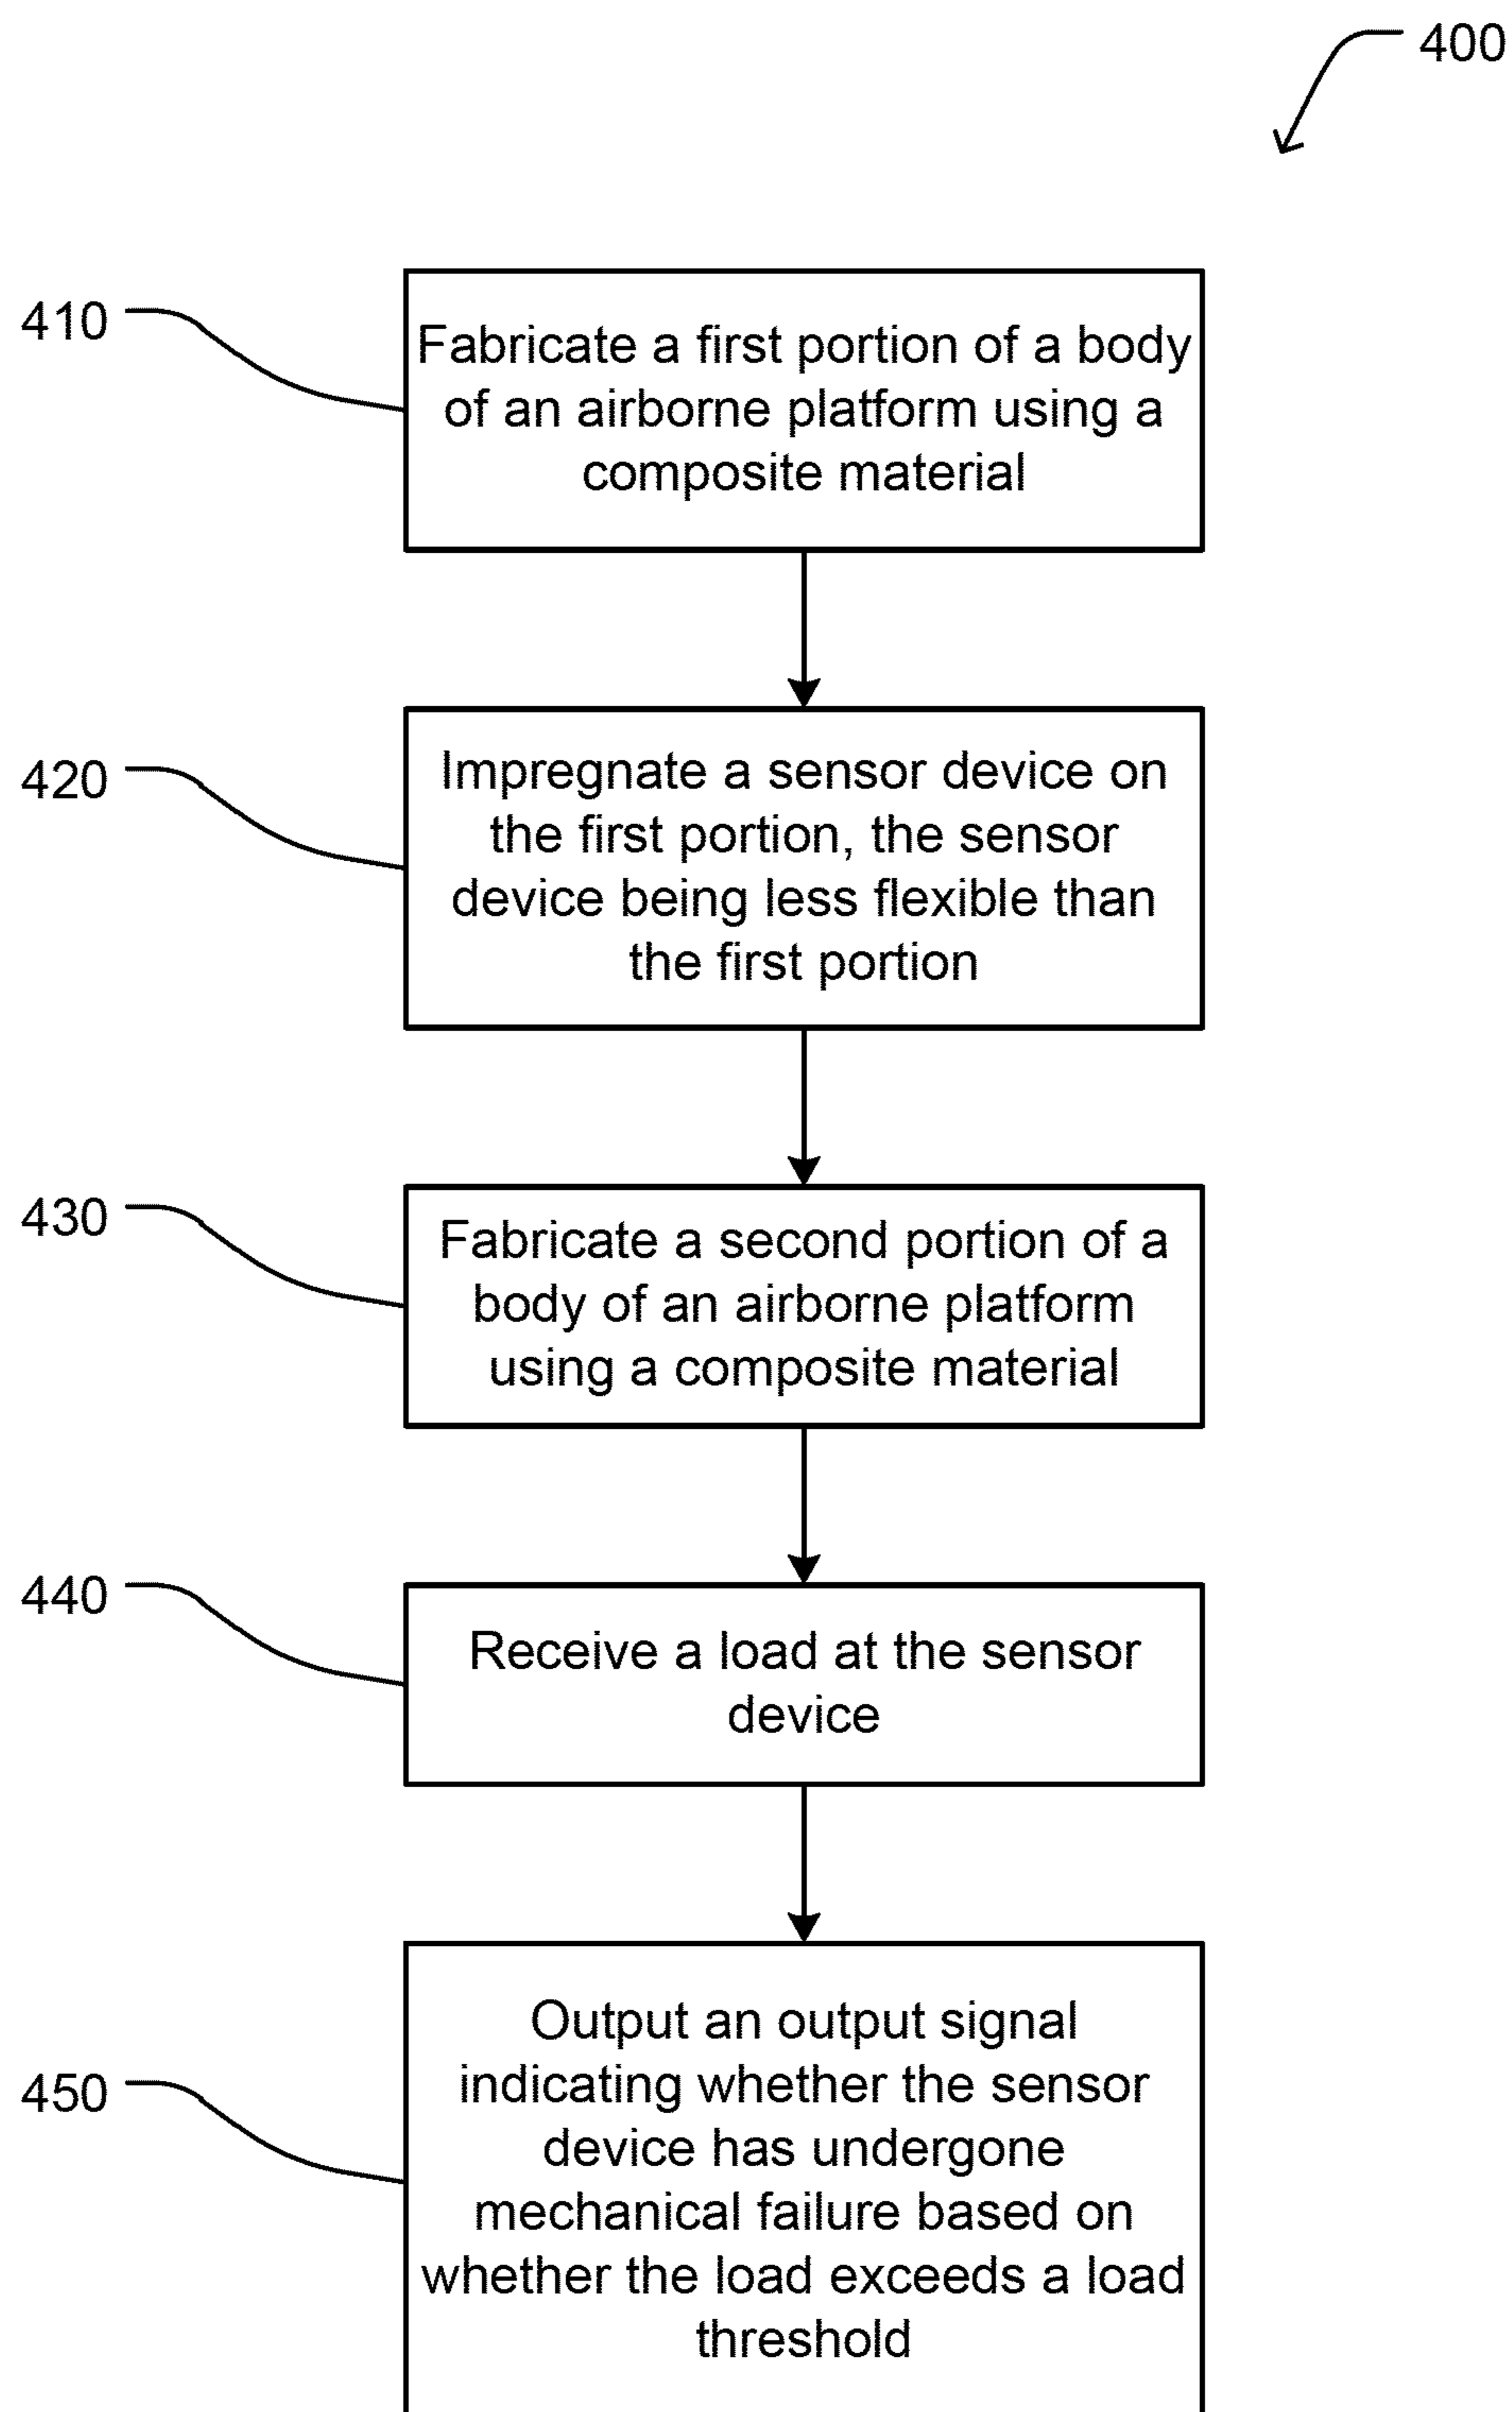 400
410
Fabricate a first portion of a body
of an airborne platform using a
composite material
420
Impregnate a sensor device on
the first portion, the sensor
device being less flexible than
the first portion
430
Fabricate a second portion of a
body of an airborne platform
using a composite material
440
Receive a load at the sensor
device
450
Output an output signal
indicating whether the sensor
device has undergone
mechanical failure based on
whether the load exceeds a load
threshold